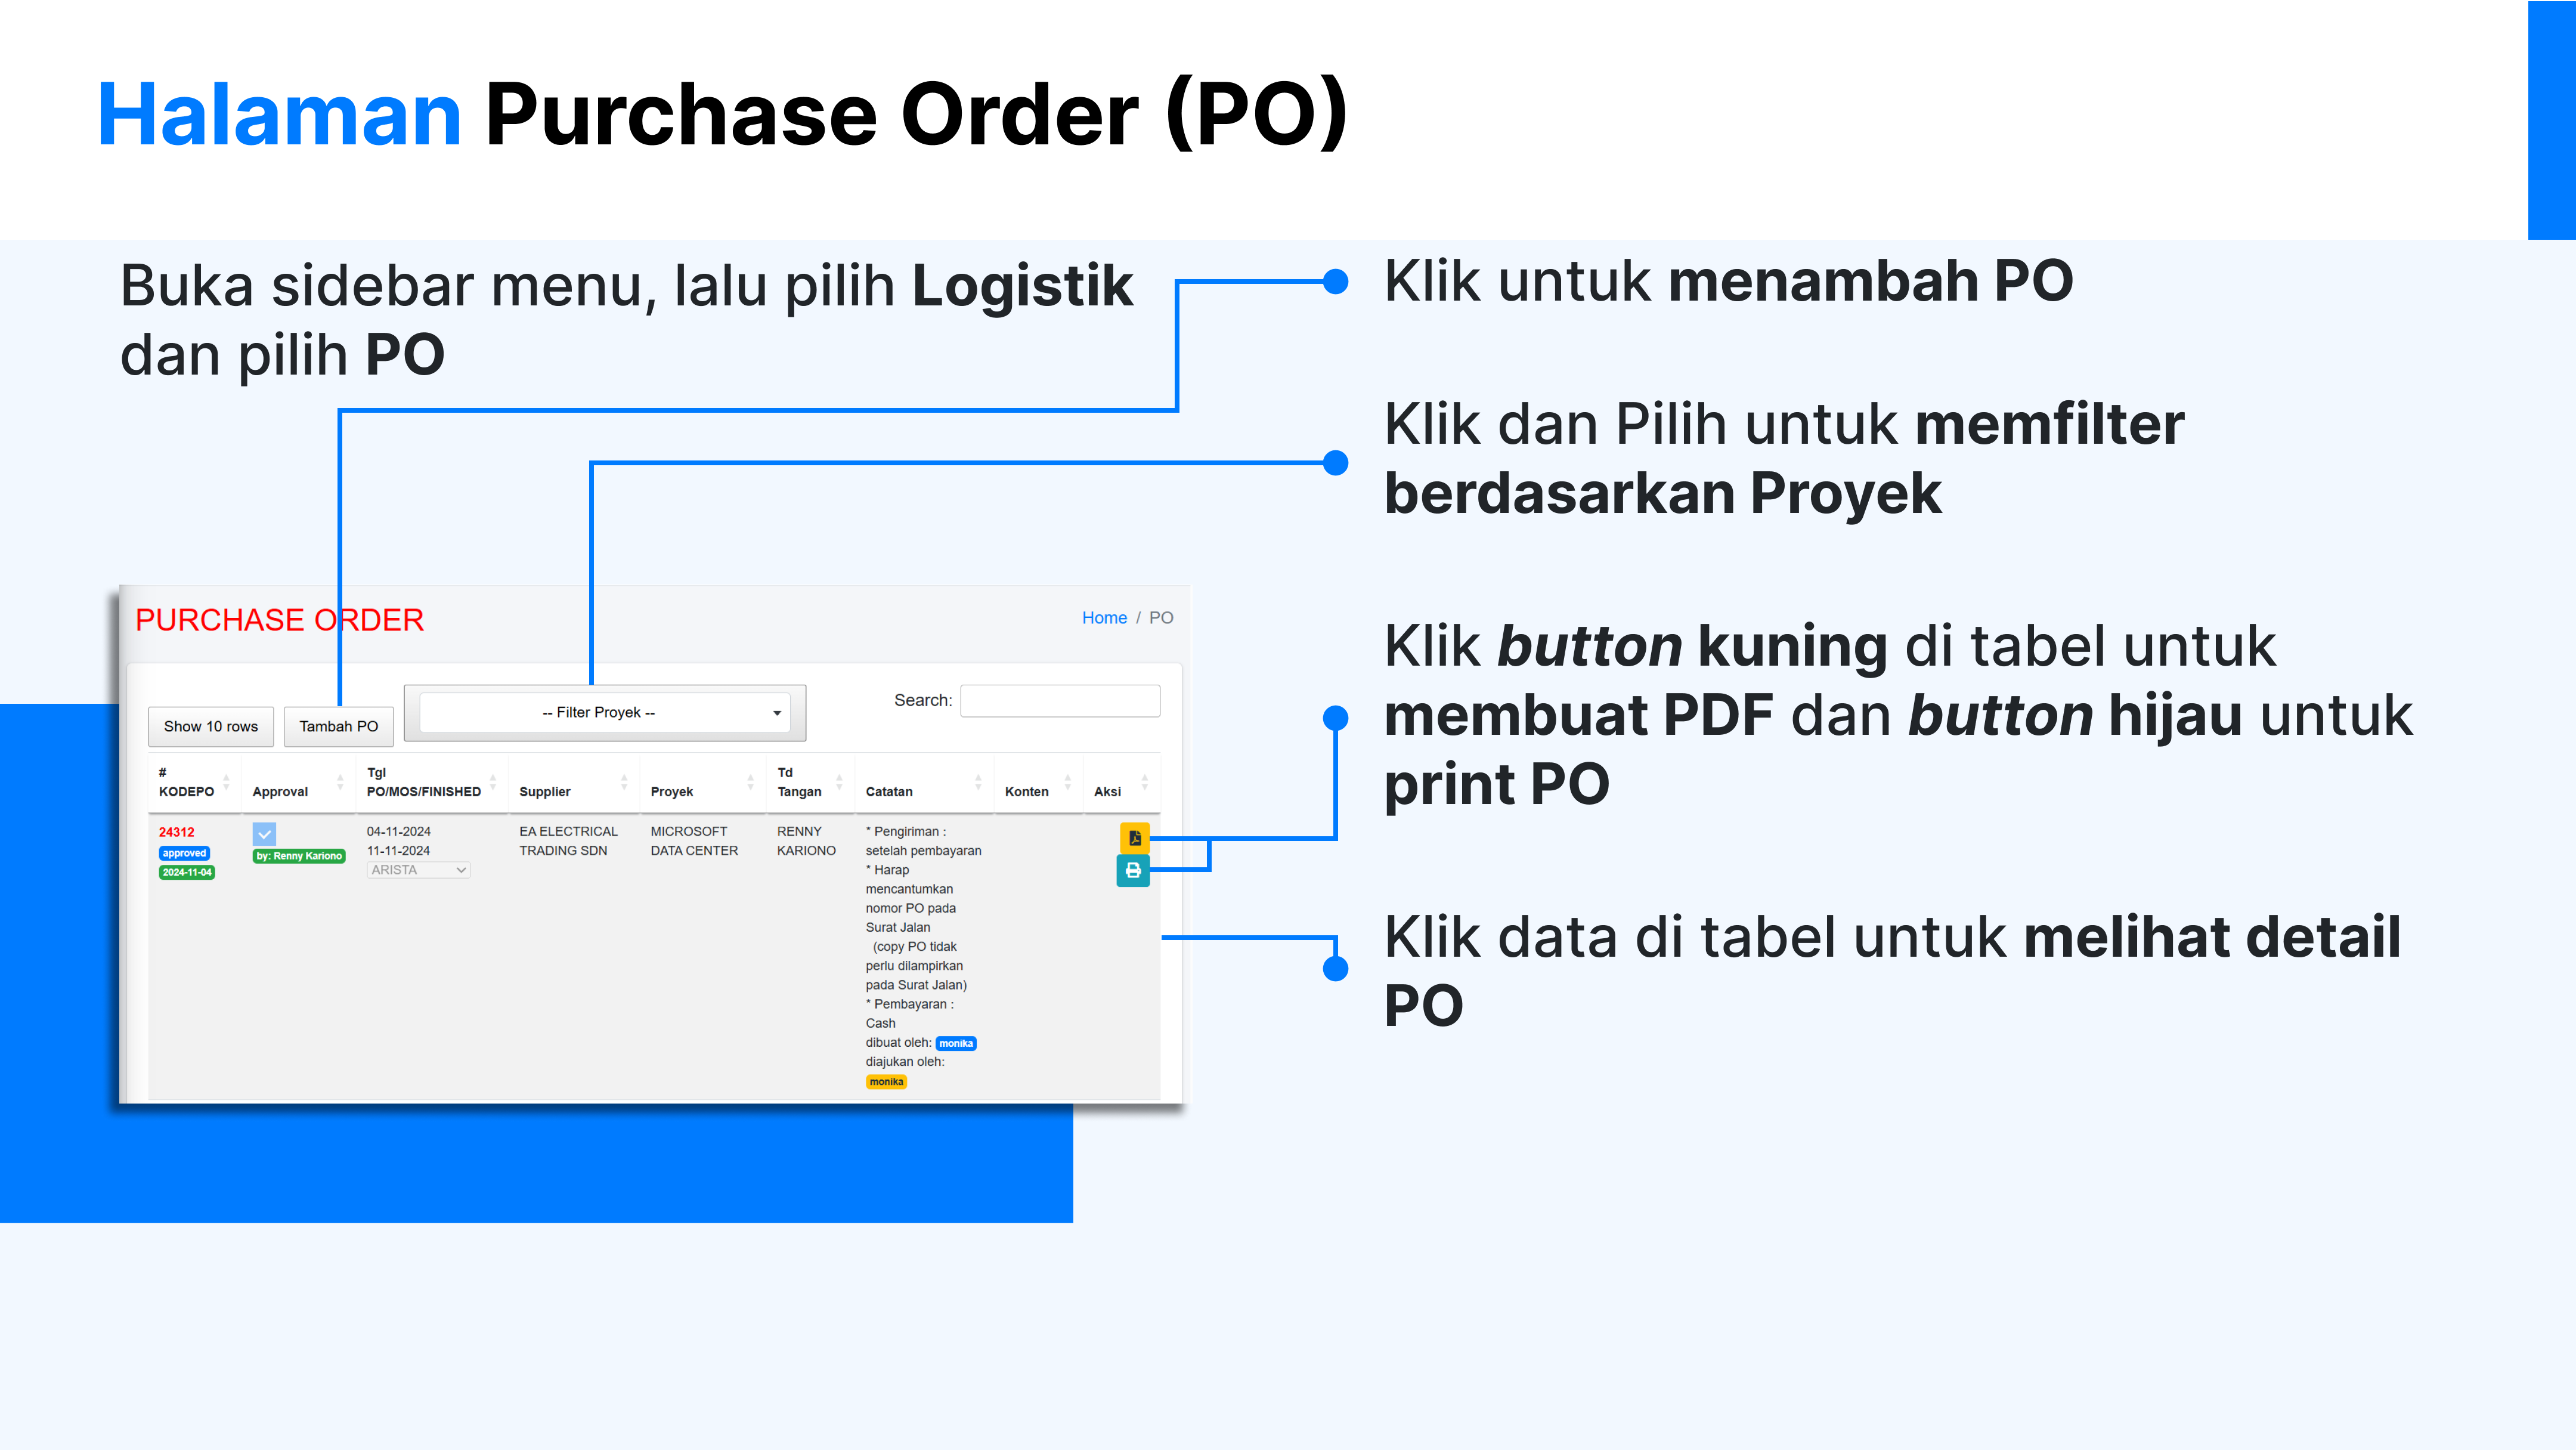 Halaman Purchase Order (PO)
Buka sidebar menu, lalu pilih Logistik
dan pilih PO
Klik untuk menambah PO
Klik dan Pilih untuk memfilter
berdasarkan Proyek
Klik button kuning di tabel untuk
membuat PDF dan button hijau untuk
print PO
Klik data di tabel untuk melihat detail
PO
PURCHASE ORDER
Home / PO
Show 10 rows
Tambah PO
-- Filter Proyek --
Search:
# KODEPO
Approval
Tgl PO/MOS/FINISHED
Supplier
Proyek
Td Tangan
Catatan
Konten
Aksi
24312
approved
2024-11-04
by: Renny Kariono
04-11-2024
11-11-2024
ARISTA
EA ELECTRICAL
TRADING SDN
MICROSOFT
DATA CENTER
RENNY
KARIONO
* Pengiriman :
setelah pembayaran
* Harap
mencantumkan
nomor PO pada
Surat Jalan
(copy PO tidak
perlu dilampirkan
pada Surat Jalan)
* Pembayaran :
Cash
dibuat oleh: monika
diajukan oleh:
monika